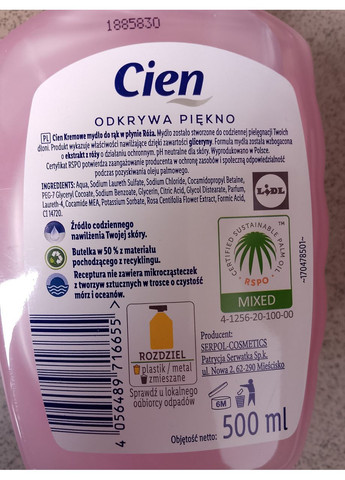 1885830
Cien
ODKRYWA PIĘKNO
PL Cien Kremowe mydło do rąk w płynie Róża. Mydło zostało stworzone do codziennej pielęgnacji Twoich
dłoni. Produkt wykazuje właściwości nawilżające dzięki zawartości gliceryny. Formuła mydła została wzbogacona
o ekstrakt z róży o działaniu ochronnym. pH neutralne dla skóry. Wyprodukowano w Polsce.
Certyfikat RSPO potwierdza zaangażowanie producenta w ochronę zasobów i społeczną odpowiedzialność
podczas pozyskiwania oleju palmowego.
INGREDIENTS: Aqua, Sodium Laureth Sulfate, Sodium Chloride, Cocamidopropyl Betaine,
PEG-7 Glyceryl Cocoate, Sodium Benzoate, Glycerin, Citric Acid, Glycol Distearate, Parfum,
Laureth-4, Cocamide MEA, Potassium Sorbate, Rosa Centifolia Flower Extract, Formic Acid,
CI 14720.
LIDL
Źródło codziennego
nawilżenia Twojej skóry.
Butelka w 50 % z materiału
pochodzącego z recyklingu.
Receptura nie zawiera mikrocząsteczek
z tworzyw sztucznych w trosce o czystość
mórz i oceanów.
CERTIFIED SUSTAINABLE PALM OIL
TM
RSPO
MIXED
4-1256-20-100-00
-170478501-
4 056489 716655 >
ROZDZIEL
plastik / metal
zmieszane
Sprawdź u lokalnego
odbiorcy odpadów
Producent:
SERPOL-COSMETICS
Patrycja Serwatka Sp.k.
ul. Nowa 2, 62-290 Mieścisko
6M
Objętość netto: 500 ml